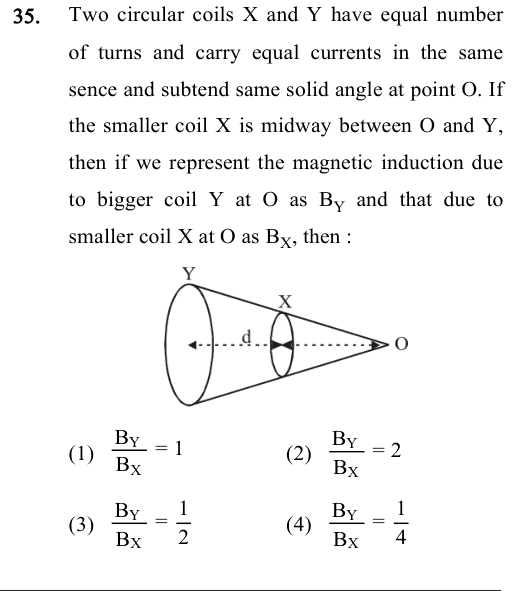 35. Two circular coils X and Y have equal number
of turns and carry equal currents in the same
sence and subtend same solid angle at point O. If
the smaller coil X is midway between O and Y,
then if we represent the magnetic induction due
to bigger coil Y at O as B_Y and that due to
smaller coil X at O as B_X, then :
Y
X
d
O
(1) B_Y/B_X = 1 (2) B_Y/B_X = 2
(3) B_Y/B_X = 1/2 (4) B_Y/B_X = 1/4